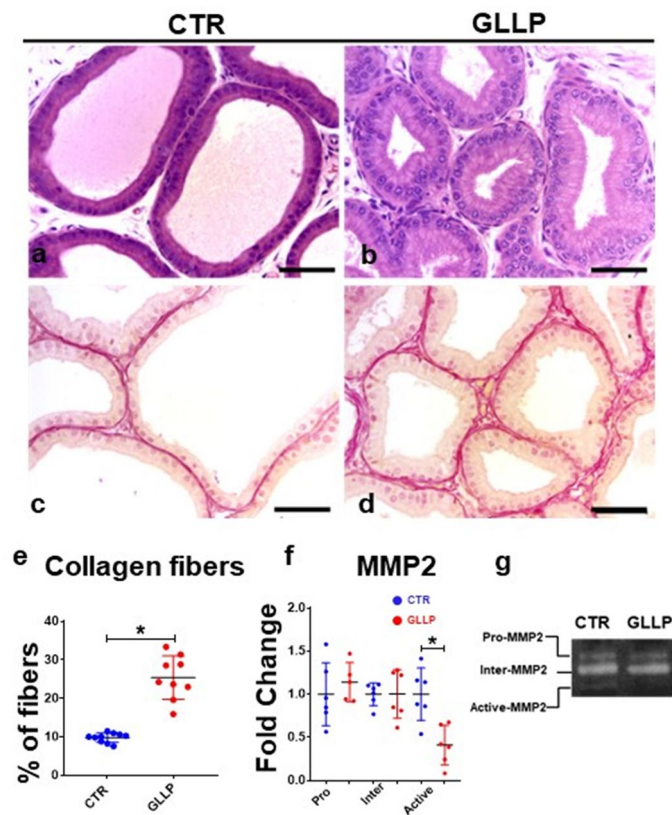 CTR GLLP
a b
c d
e Collagen fibers
f MMP2
g
CTR
GLLP
% of fibers
40
30
20
10
0
*
CTR GLLP
Fold Change
2.0
1.5
1.0
0.5
0.0
*
Pro Inter Active
CTR GLLP
Pro-MMP2
Inter-MMP2
Active-MMP2